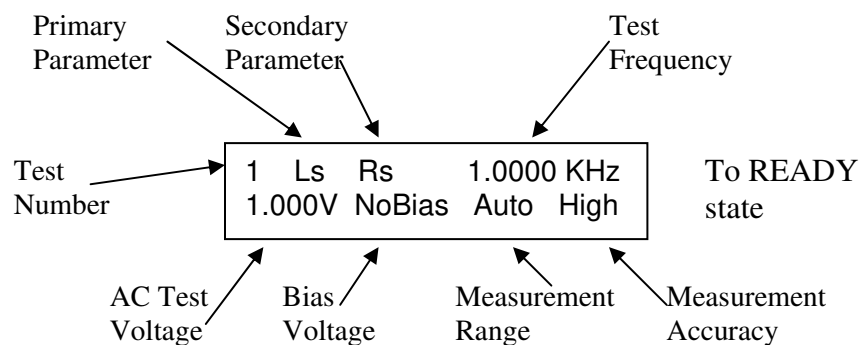 Primary
Parameter
Secondary
Parameter
Test
Frequency
Test
Number
1 Ls Rs 1.0000 KHz
1.000V NoBias Auto High
To READY
state
AC Test
Voltage
Bias
Voltage
Measurement
Range
Measurement
Accuracy